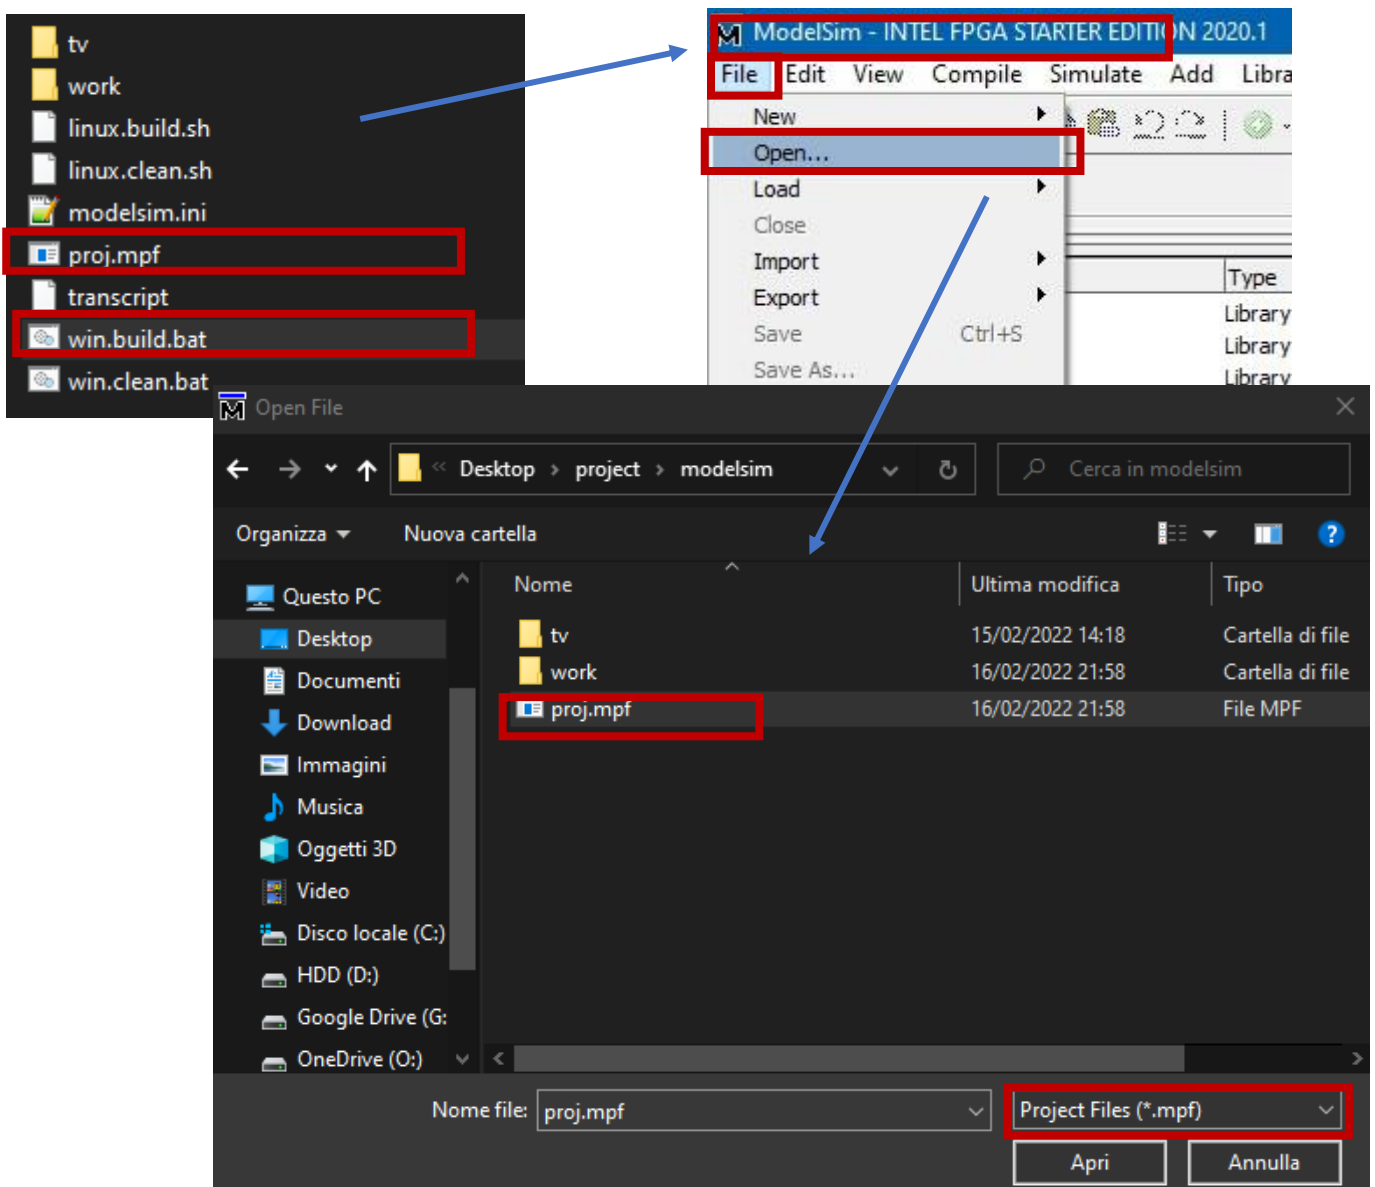 tv
work
linux.build.sh
linux.clean.sh
modelsim.ini
proj.mpf
transcript
win.build.bat
win.clean.bat
ModelSim - INTEL FPGA STARTER EDITION 2020.1
File Edit View Compile Simulate Add Libra
New
Open...
Load
Close
Import
Export
Save Ctrl+S
Save As...
Type
Library
Library
Library
Open File
« Desktop › project › modelsim
Cerca in modelsim
Organizza Nuova cartella
Questo PC
Desktop
Documenti
Download
Immagini
Musica
Oggetti 3D
Video
Disco locale (C:)
HDD (D:)
Google Drive (G:
OneDrive (O:)
Nome Ultima modifica Tipo
tv 15/02/2022 14:18 Cartella di file
work 16/02/2022 21:58 Cartella di file
proj.mpf 16/02/2022 21:58 File MPF
Nome file: proj.mpf Project Files (*.mpf)
Apri Annulla